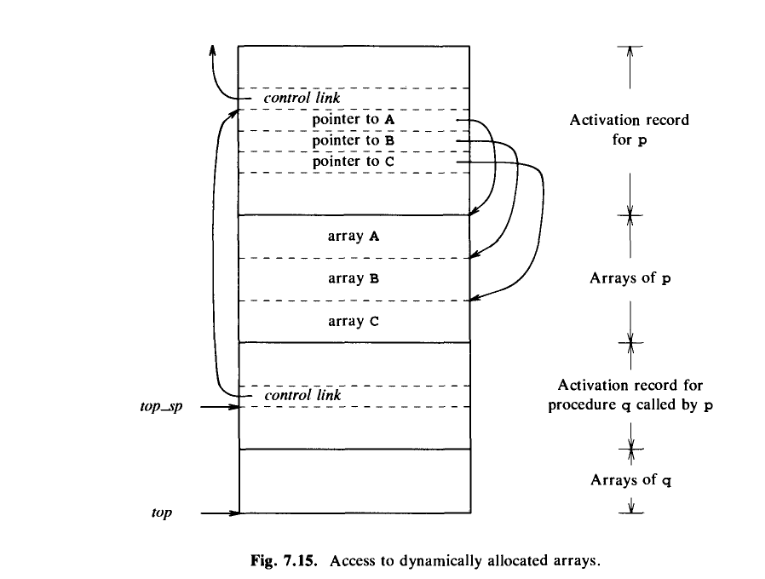 control link
pointer to A
pointer to B
pointer to C
Activation record
for p
array A
array B
array C
Arrays of p
control link
top_sp
Activation record for
procedure q called by p
Arrays of q
top
Fig. 7.15. Access to dynamically allocated arrays.